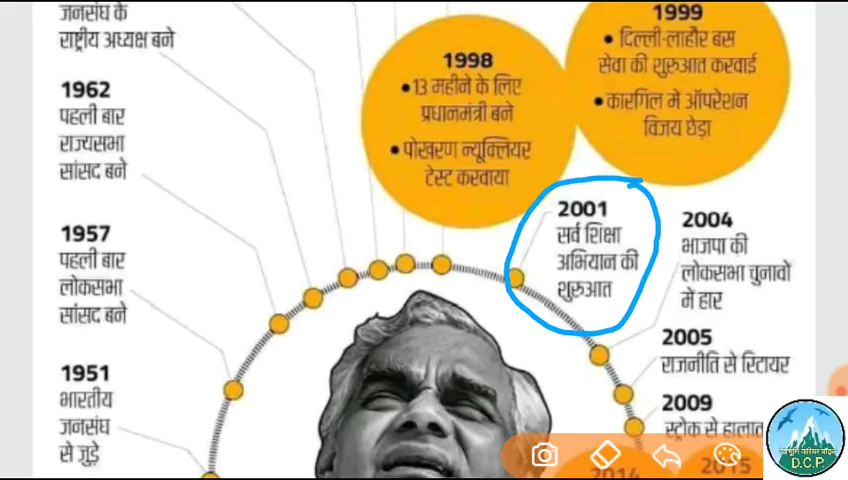 जनसंघ के
राष्ट्रीय अध्यक्ष बने
1962
पहली बार
राज्यसभा
सांसद बने
1957
पहली बार
लोकसभा
सांसद बने
1951
भारतीय
जनसंघ
से जुड़े
1998
• 13 महीने के लिए
प्रधानमंत्री बने
• पोखरण न्यूक्लियर
टेस्ट करवाया
1999
• दिल्ली-लाहौर बस
सेवा की शुरुआत करवाई
• कारगिल में ऑपरेशन
विजय छेड़ा
2001
सर्व शिक्षा
अभियान की
शुरुआत
2004
भाजपा की
लोकसभा चुनावों
में हार
2005
राजनीति से रिटायर
2009
स्ट्रोक से हालात
2014
2015
D.C.P.